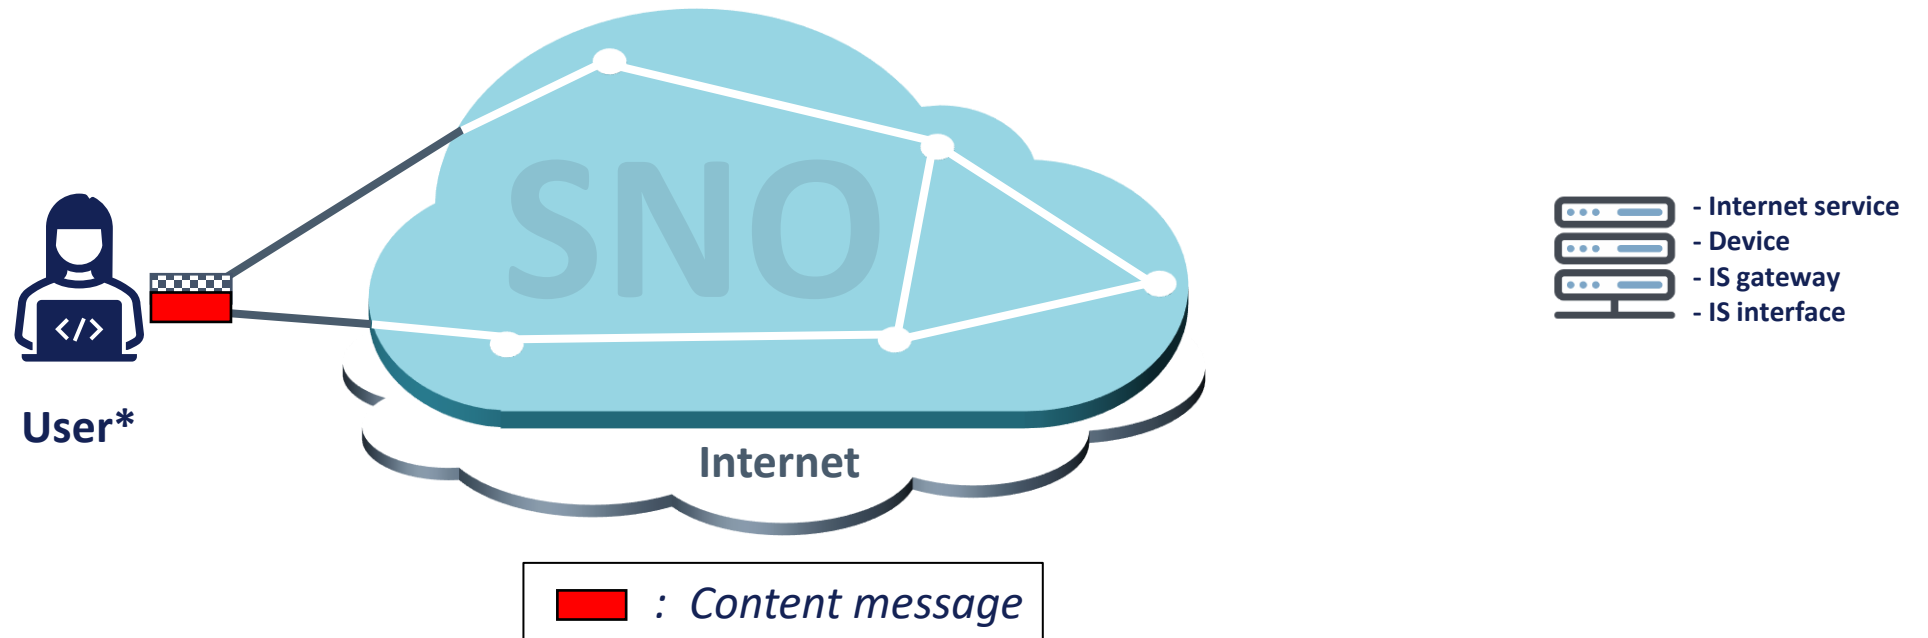 SNO
</>
- Internet service
- Device
- IS gateway
- IS interface
User*
Internet
: Content message